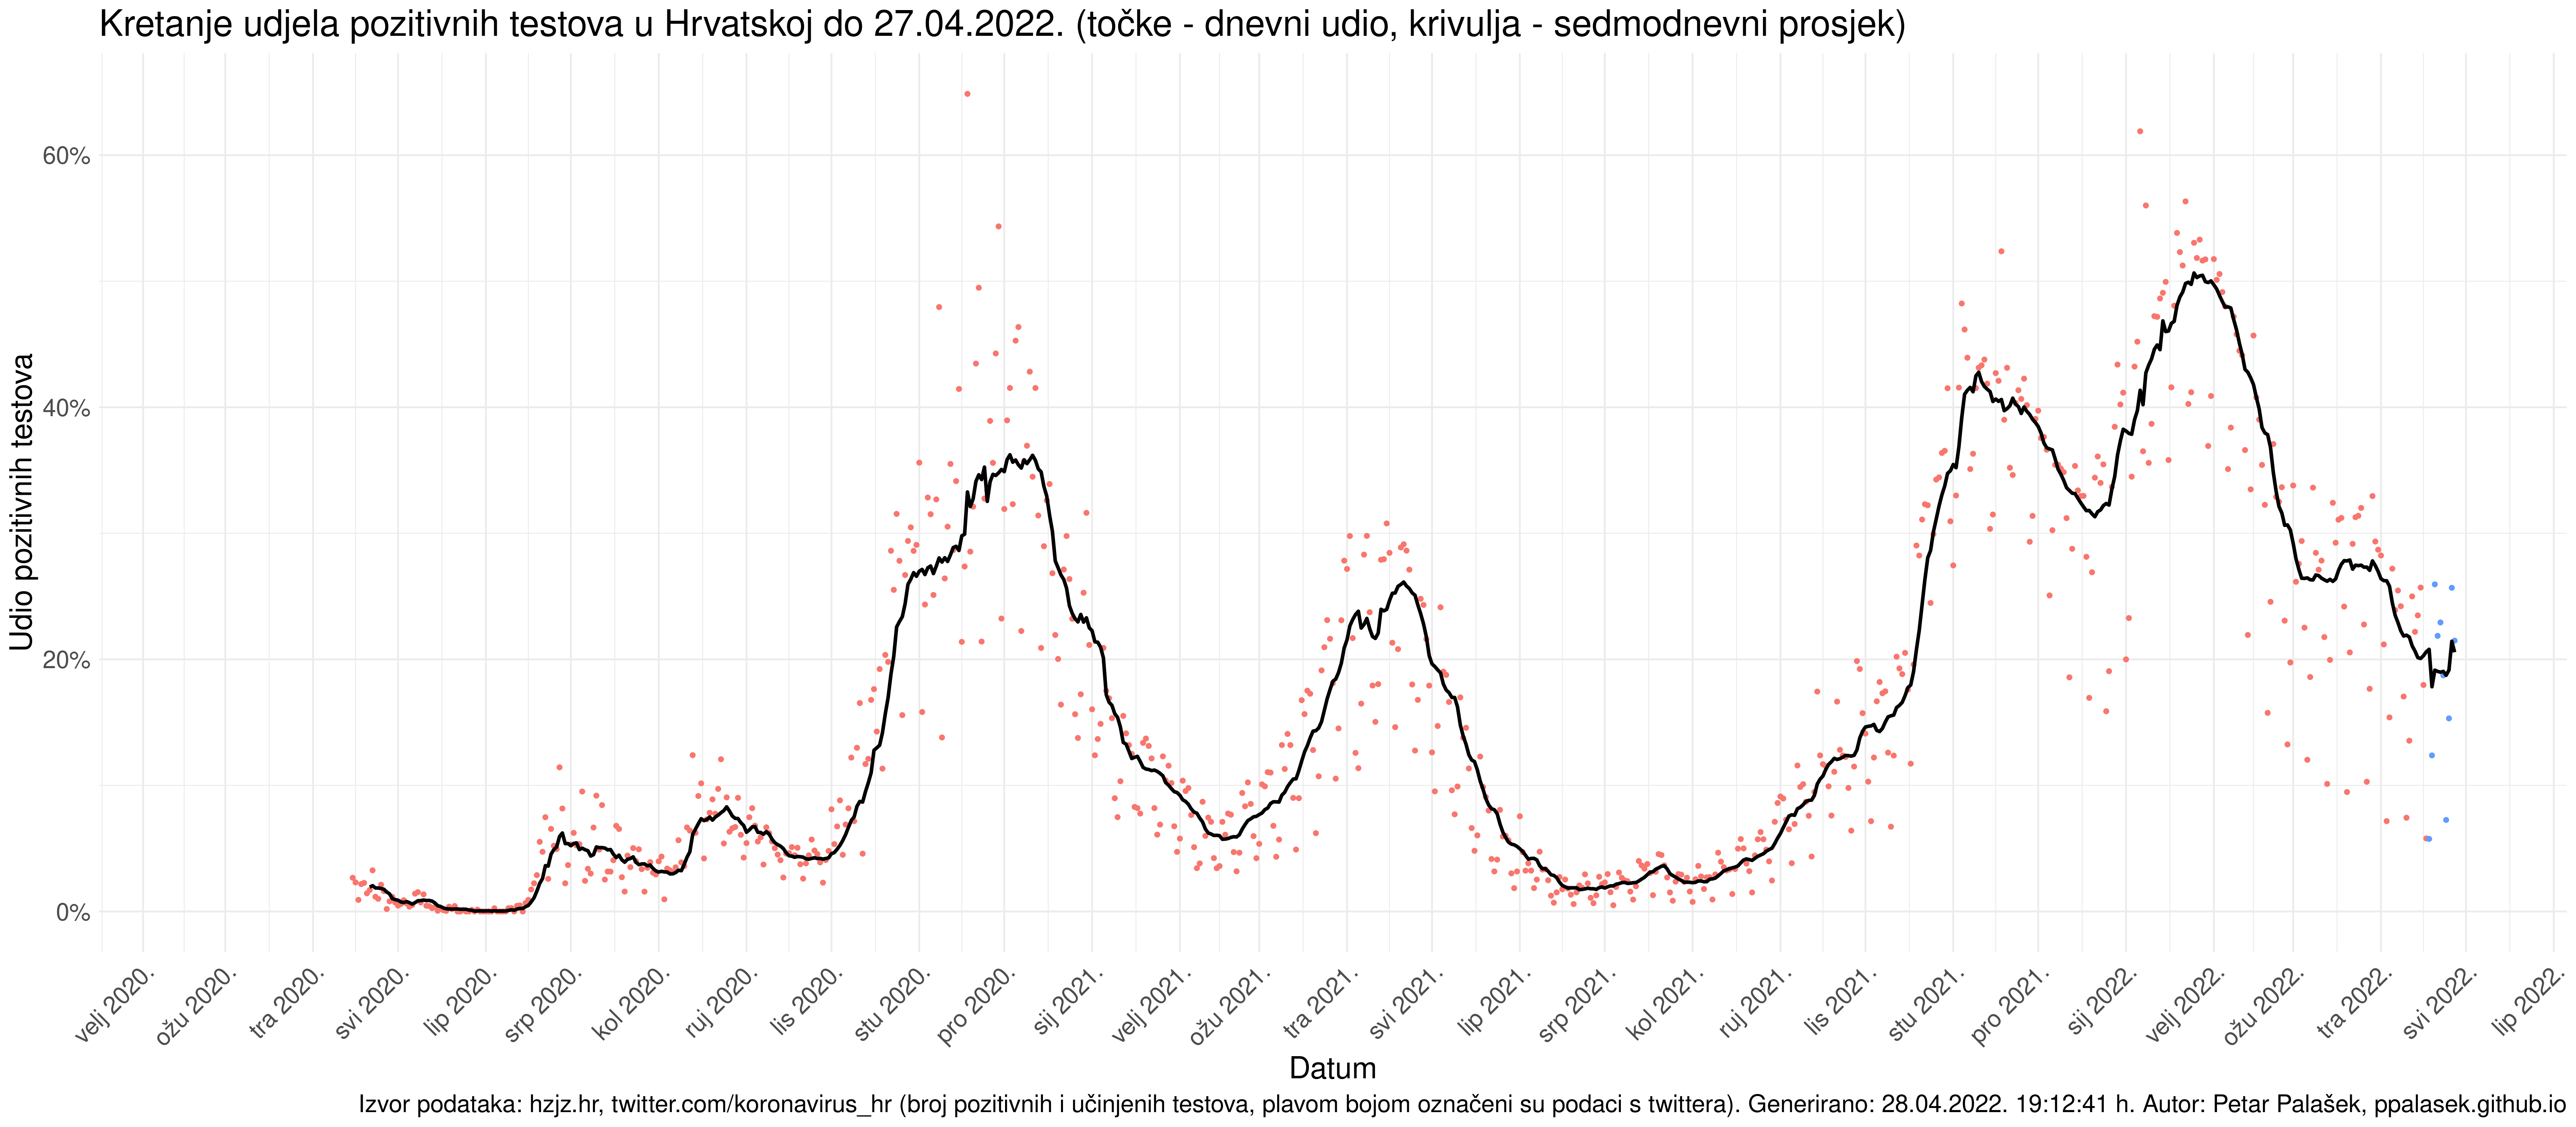 Kretanje udjela pozitivnih testova u Hrvatskoj do 27.04.2022. (točke - dnevni udio, krivulja - sedmodnevni prosjek)
Udio pozitivnih testova
60%
40%
20%
0%
velj 2020.
ožu 2020.
tra 2020.
svi 2020.
lip 2020.
srp 2020.
kol 2020.
ruj 2020.
lis 2020.
stu 2020.
pro 2020.
sij 2021.
velj 2021.
ožu 2021.
tra 2021.
svi 2021.
lip 2021.
srp 2021.
kol 2021.
ruj 2021.
lis 2021.
stu 2021.
pro 2021.
sij 2022.
velj 2022.
ožu 2022.
tra 2022.
svi 2022.
lip 2022.
Datum
Izvor podataka: hzjz.hr, twitter.com/koronavirus_hr (broj pozitivnih i učinjenih testova, plavom bojom označeni su podaci s twittera). Generirano: 28.04.2022. 19:12:41 h. Autor: Petar Palašek, ppalasek.github.io